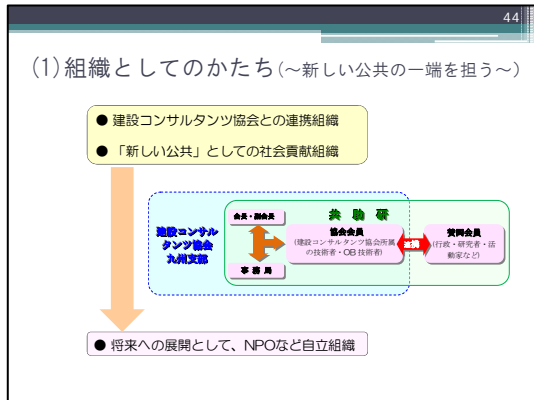 44
(1)組織としてのかたち(～新しい公共の一端を担う～)
● 建設コンサルタンツ協会との連携組織
● 「新しい公共」としての社会貢献組織
建設コンサル
タンツ協会
九州支部
会長・副会長
事 務 局
共 助 研
協会会員
(建設コンサルタンツ協会所属
の技術者・OB 技術者)
連携
賛同会員
(行政・研究者・活
動家など)
● 将来への展開として、NPOなど自立組織